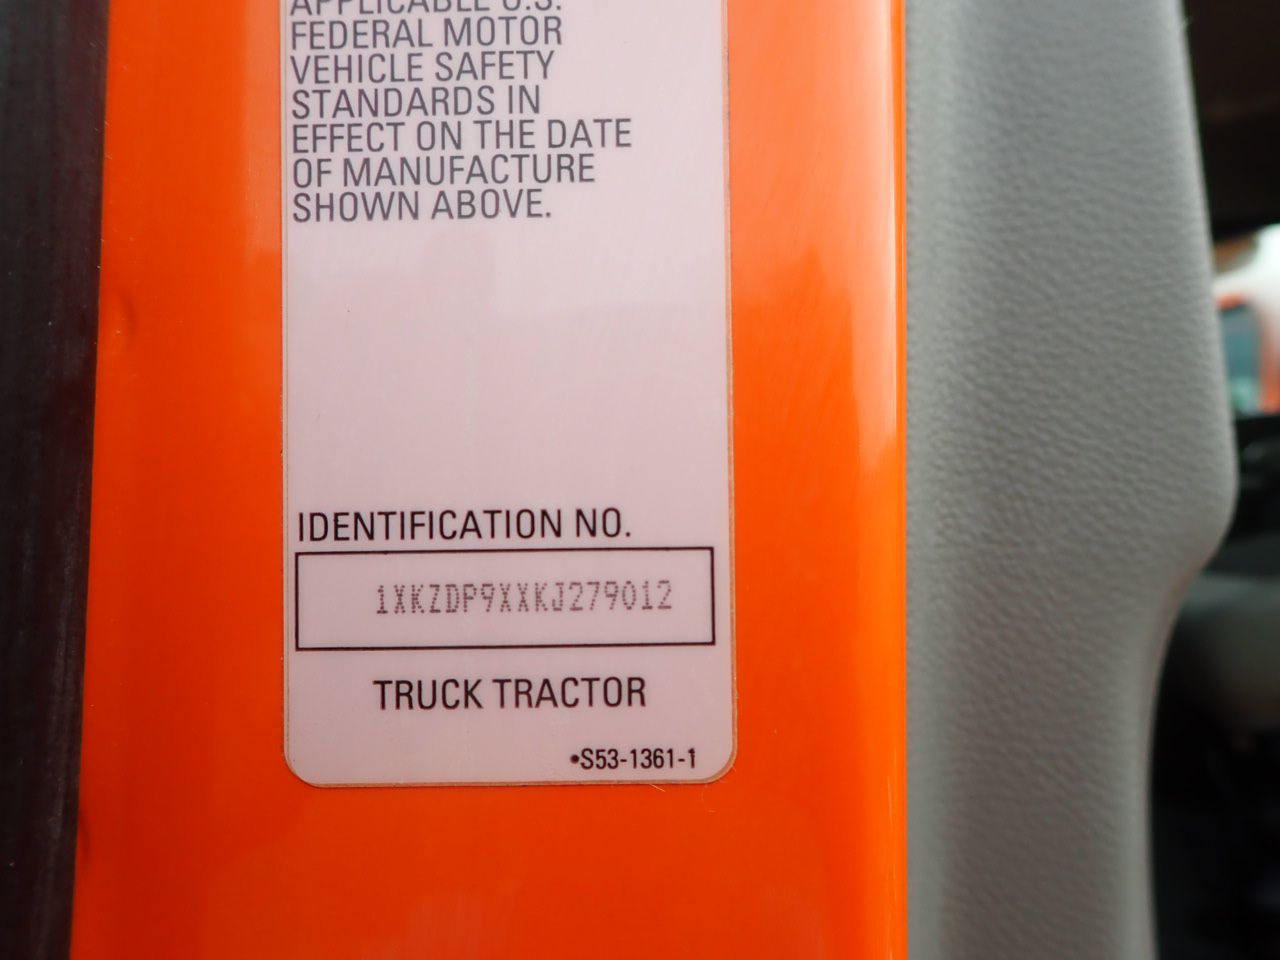 APPLICABLE U.S.
FEDERAL MOTOR
VEHICLE SAFETY
STANDARDS IN
EFFECT ON THE DATE
OF MANUFACTURE
SHOWN ABOVE.
IDENTIFICATION NO.
1XKZDP9XXKJ279012
TRUCK TRACTOR
•S53-1361-1